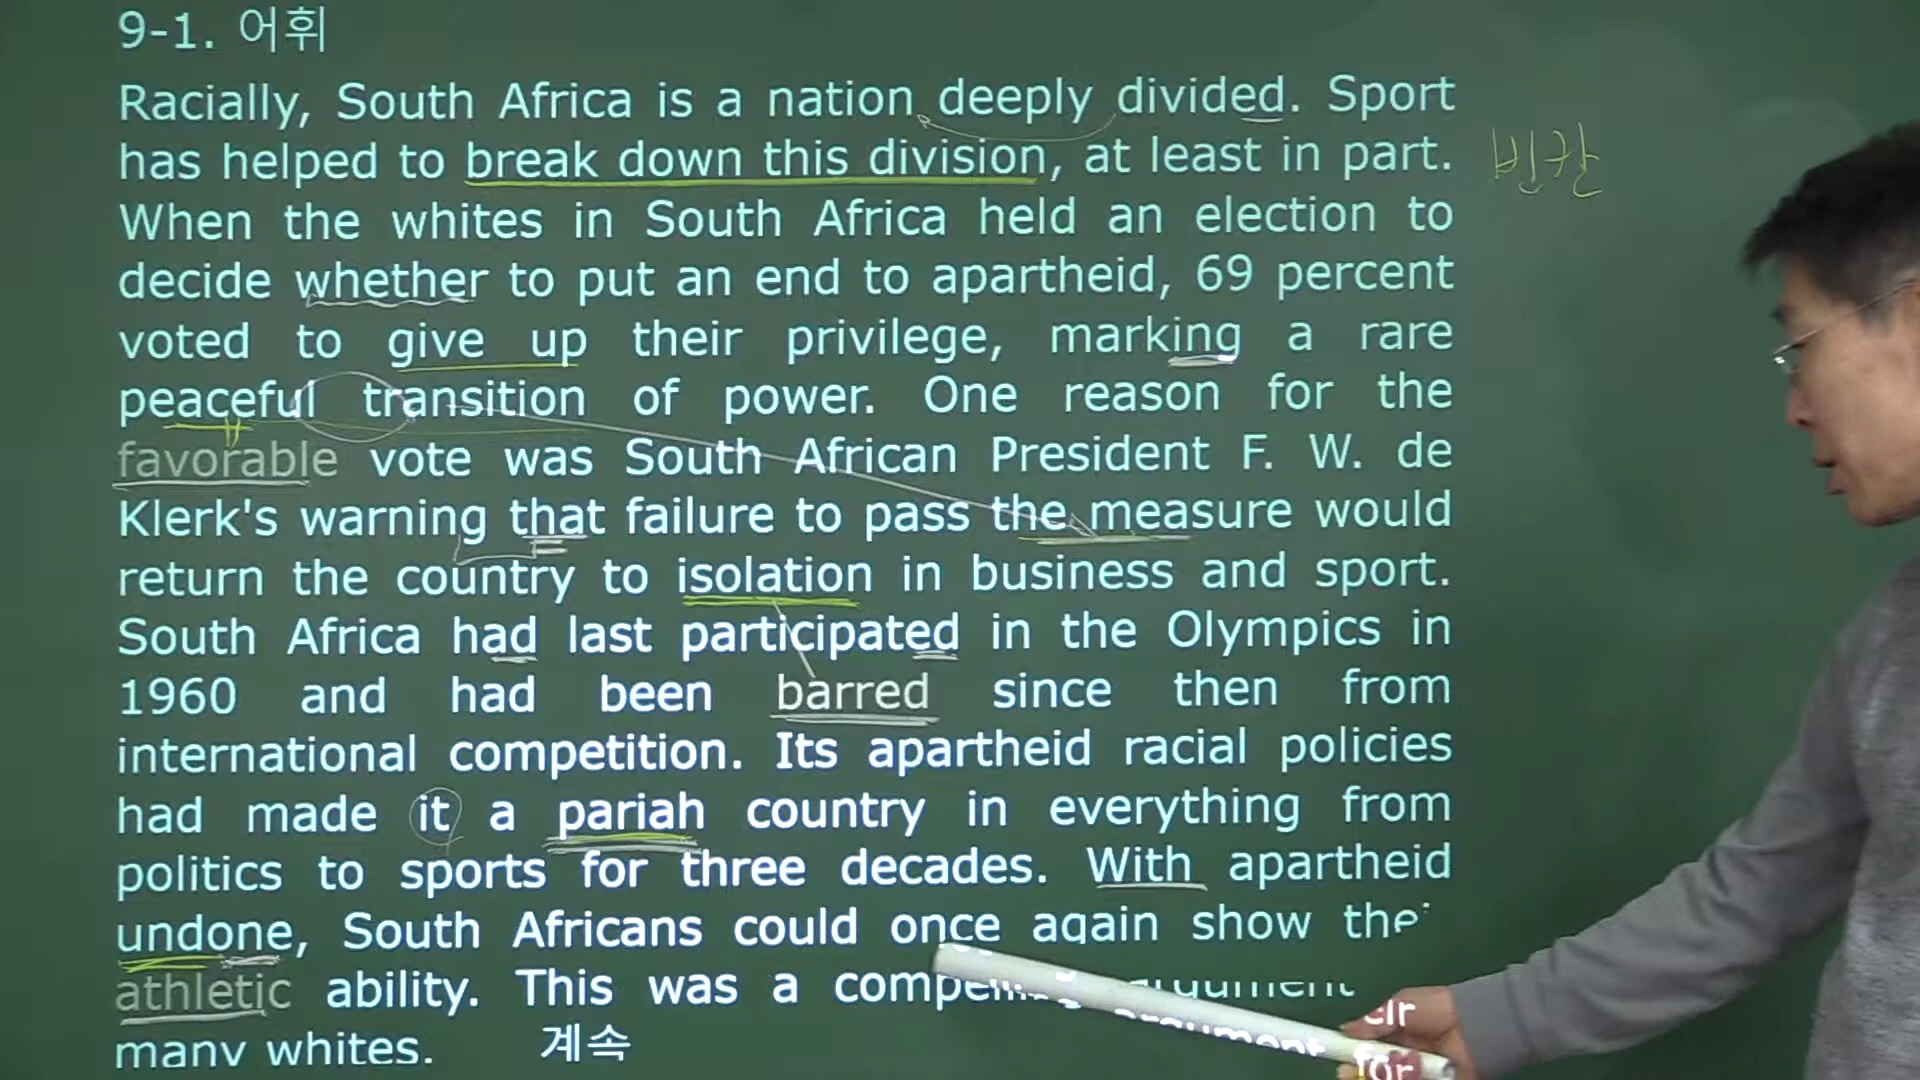 9-1. 어휘
Racially, South Africa is a nation deeply divided. Sport
has helped to break down this division, at least in part. 빈칸
When the whites in South Africa held an election to
decide whether to put an end to apartheid, 69 percent
voted to give up their privilege, marking a rare
peaceful transition of power. One reason for the
favorable vote was South African President F. W. de
Klerk's warning that failure to pass the measure would
return the country to isolation in business and sport.
South Africa had last participated in the Olympics in
1960 and had been barred since then from
international competition. Its apartheid racial policies
had made it a pariah country in everything from
politics to sports for three decades. With apartheid
undone, South Africans could once again show their
athletic ability. This was a compelling argument for
many whites. 계속